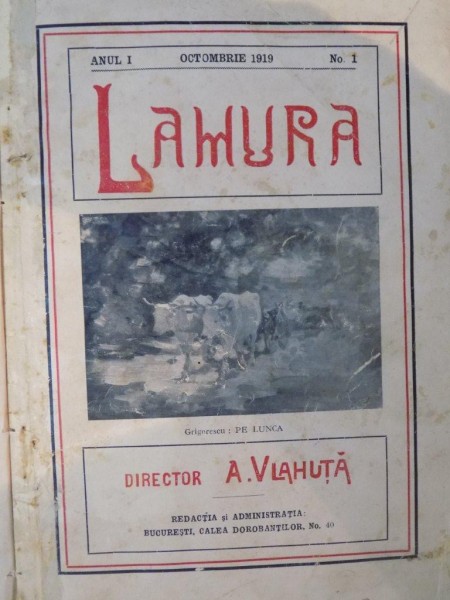 ANUL I OCTOMBRIE 1919 No. 1
LAMURA
Grigorescu : PE LUNCA
DIRECTOR A. VLAHUȚĂ
REDACȚIA și ADMINISTRAȚIA:
BUCUREȘTI, CALEA DOROBANȚILOR, No. 40